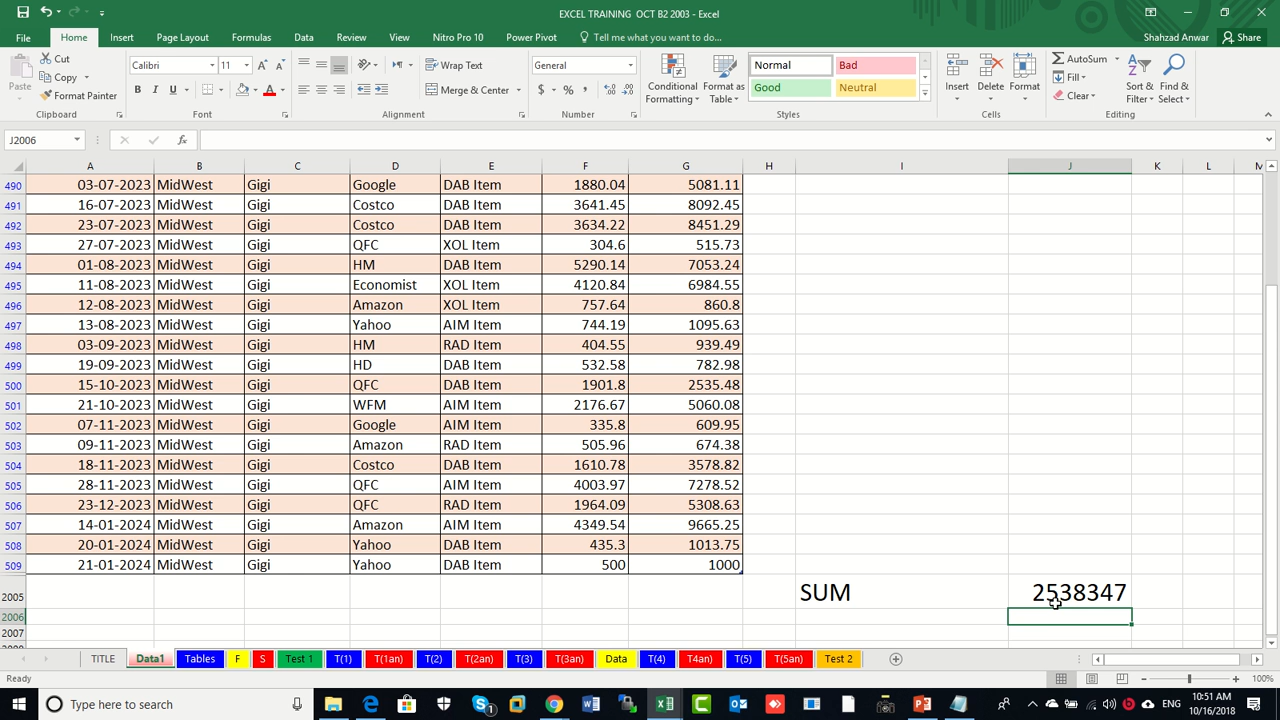 EXCEL TRAINING OCT B2 2003 - Excel
Shahzad Anwar
Share
File Home Insert Page Layout Formulas Data Review View Nitro Pro 10 Power Pivot Tell me what you want to do...
Cut
Copy
Format Painter
Paste
Clipboard
Calibri 11
B I U
Font
Wrap Text
Merge & Center
Alignment
General
$ % ,
Number
Conditional Formatting
Format as Table
Normal Bad
Good Neutral
Styles
Insert Delete Format
Cells
AutoSum
Fill
Clear
Sort & Filter
Find & Select
Editing
J2006 fx
A B C D E F G H I J K L M
490 03-07-2023 MidWest Gigi Google DAB Item 1880.04 5081.11
491 16-07-2023 MidWest Gigi Costco DAB Item 3641.45 8092.45
492 23-07-2023 MidWest Gigi Costco DAB Item 3634.22 8451.29
493 27-07-2023 MidWest Gigi QFC XOL Item 304.6 515.73
494 01-08-2023 MidWest Gigi HM DAB Item 5290.14 7053.24
495 11-08-2023 MidWest Gigi Economist XOL Item 4120.84 6984.55
496 12-08-2023 MidWest Gigi Amazon XOL Item 757.64 860.8
497 13-08-2023 MidWest Gigi Yahoo AIM Item 744.19 1095.63
498 03-09-2023 MidWest Gigi HM RAD Item 404.55 939.49
499 19-09-2023 MidWest Gigi HD DAB Item 532.58 782.98
500 15-10-2023 MidWest Gigi QFC DAB Item 1901.8 2535.48
501 21-10-2023 MidWest Gigi WFM AIM Item 2176.67 5060.08
502 07-11-2023 MidWest Gigi Google AIM Item 335.8 609.95
503 09-11-2023 MidWest Gigi Amazon RAD Item 505.96 674.38
504 18-11-2023 MidWest Gigi Costco DAB Item 1610.78 3578.82
505 28-11-2023 MidWest Gigi QFC AIM Item 4003.97 7278.52
506 23-12-2023 MidWest Gigi QFC RAD Item 1964.09 5308.63
507 14-01-2024 MidWest Gigi Amazon AIM Item 4349.54 9665.25
508 20-01-2024 MidWest Gigi Yahoo DAB Item 435.3 1013.75
509 21-01-2024 MidWest Gigi Yahoo DAB Item 500 1000
2005 SUM 2538347
2006
2007
TITLE Data1 Tables F S Test 1 T(1) T(1an) T(2) T(2an) T(3) T(3an) Data T(4) T4an) T(5) T(5an) Test 2
Ready 100%
Type here to search
ENG
10:51 AM
10/16/2018